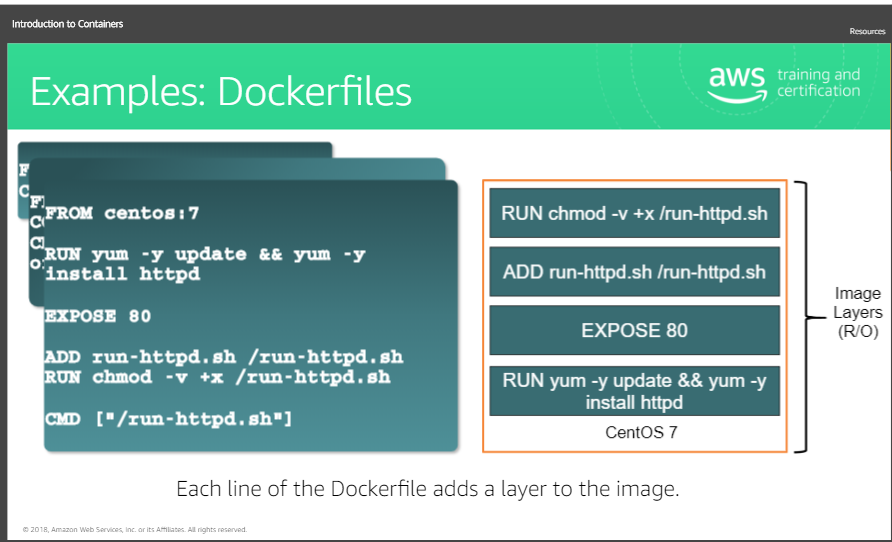 Introduction to Containers
Resources
Examples: Dockerfiles
aws training and
certification
F
C
F
C
C
o
FROM centos:7
RUN yum -y update && yum -y
install httpd
EXPOSE 80
ADD run-httpd.sh /run-httpd.sh
RUN chmod -v +x /run-httpd.sh
CMD ["/run-httpd.sh"]
RUN chmod -v +x /run-httpd.sh
ADD run-httpd.sh /run-httpd.sh
EXPOSE 80
RUN yum -y update && yum -y
install httpd
CentOS 7
Image
Layers
(R/O)
Each line of the Dockerfile adds a layer to the image.
© 2018, Amazon Web Services, Inc. or its Affiliates. All rights reserved.